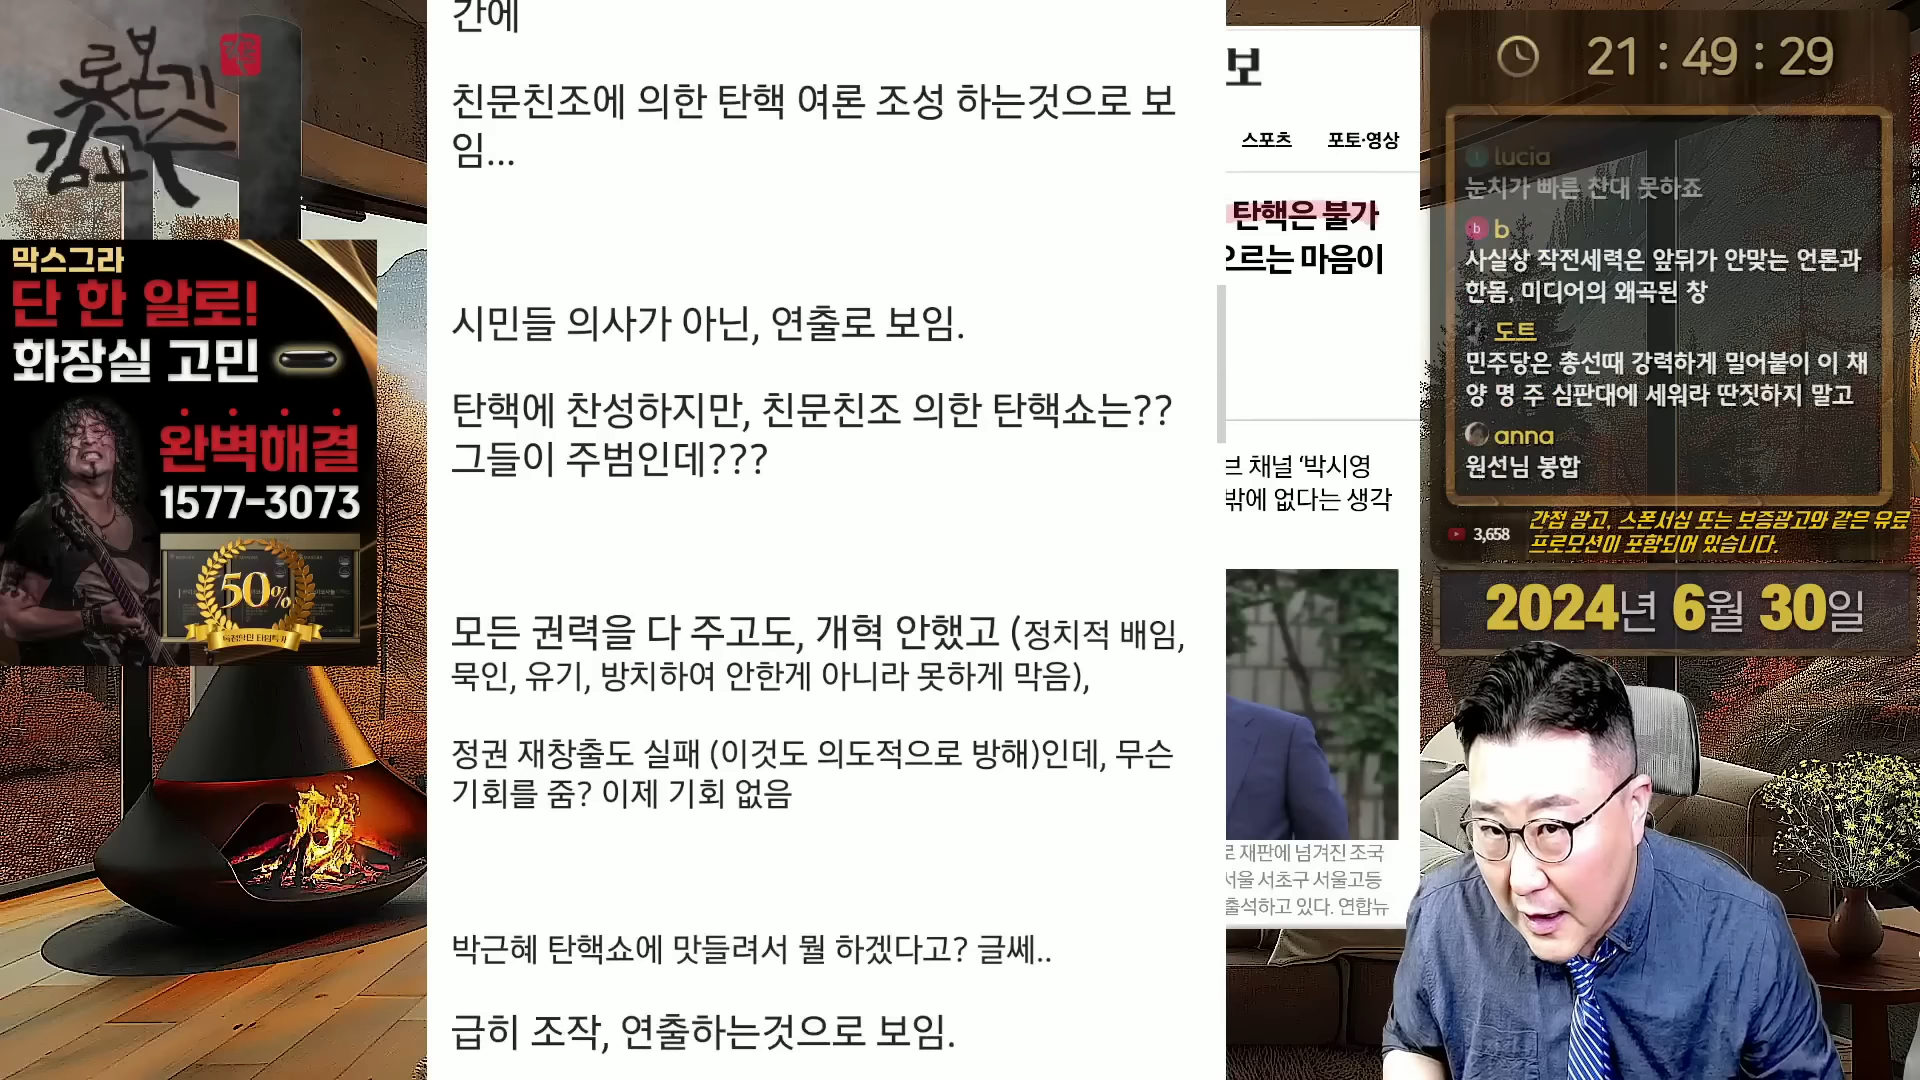 룻보든킷
김교수
막스그라
단 한 알로!
화장실 고민
완벽해결
1577-3073
50%
간에
친문친조에 의한 탄핵 여론 조성 하는것으로 보
임...
시민들 의사가 아닌, 연출로 보임.
탄핵에 찬성하지만, 친문친조 의한 탄핵쇼는??
그들이 주범인데???
모든 권력을 다 주고도, 개혁 안했고 (정치적 배임,
묵인, 유기, 방치하여 안한게 아니라 못하게 막음),
정권 재창출도 실패 (이것도 의도적으로 방해)인데, 무슨
기회를 줌? 이제 기회 없음
박근혜 탄핵쇼에 맛들려서 뭘 하겠다고? 글쎄..
급히 조작, 연출하는것으로 보임.
보
스포츠 포토·영상
탄핵은 불가
오르는 마음이
브 채널 ‘박시영
밖에 없다는 생각
로 재판에 넘겨진 조국
서울 서초구 서울고등
출석하고 있다. 연합뉴
21 : 49 : 29
lucia
눈치가 빠른 찬대 못하죠
b b
사실상 작전세력은 앞뒤가 안맞는 언론과
한몸, 미디어의 왜곡된 창
도트
민주당은 총선때 강력하게 밀어붙이 이 채
양 명 주 심판대에 세워라 딴짓하지 말고
anna
원선님 봉합
3,658
간접 광고, 스폰서십 또는 보증광고와 같은 유료
프로모션이 포함되어 있습니다.
2024년 6월 30일